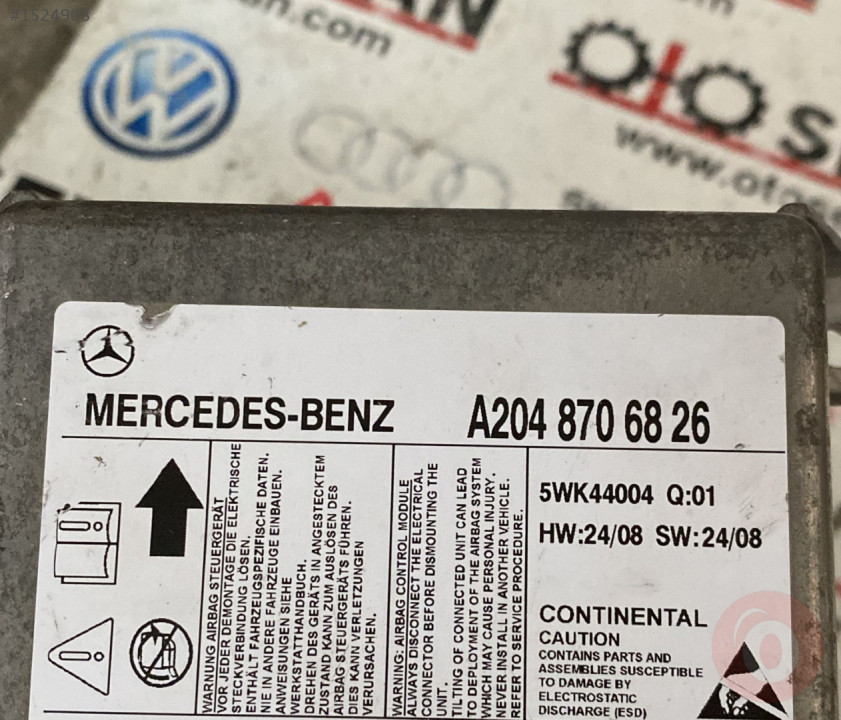 .com
www.otose
MERCEDES-BENZ A204 870 68 26
WARNUNG AIRBAG STEUERGERÄT
VOR JEDER DEMONTAGE DIE ELEKTRISCHE
STECKVERBINDUNG LÖSEN.
ENTHÄLT FAHRZEUGSPEZIFISCHE DATEN.
NIE IN ANDERE FAHRZEUGE EINBAUEN.
ANWEISUNGEN SIEHE
WERKSTATTHANDBUCH.
DREHEN DES GERÄTS IN ANGESTECKTEM
ZUSTAND KANN ZUM AUSLÖSEN DES
AIRBAG STEUERGERÄTS FÜHREN.
DIES KANN VERLETZUNGEN
VERURSACHEN.
WARNING: AIRBAG CONTROL MODULE
ALWAYS DISCONNECT THE ELECTRICAL
CONNECTOR BEFORE DISMOUNTING THE
UNIT.
TILTING OF CONNECTED UNIT CAN LEAD
TO DEPLOYMENT OF THE AIRBAG SYSTEM
WHICH MAY CAUSE PERSONAL INJURY.
NEVER INSTALL IN ANOTHER VEHICLE.
REFER TO SERVICE PROCEDURE.
5WK44004 Q:01
HW:24/08 SW:24/08
CONTINENTAL
CAUTION
CONTAINS PARTS AND
ASSEMBLIES SUSCEPTIBLE
TO DAMAGE BY
ELECTROSTATIC
DISCHARGE (ESD)